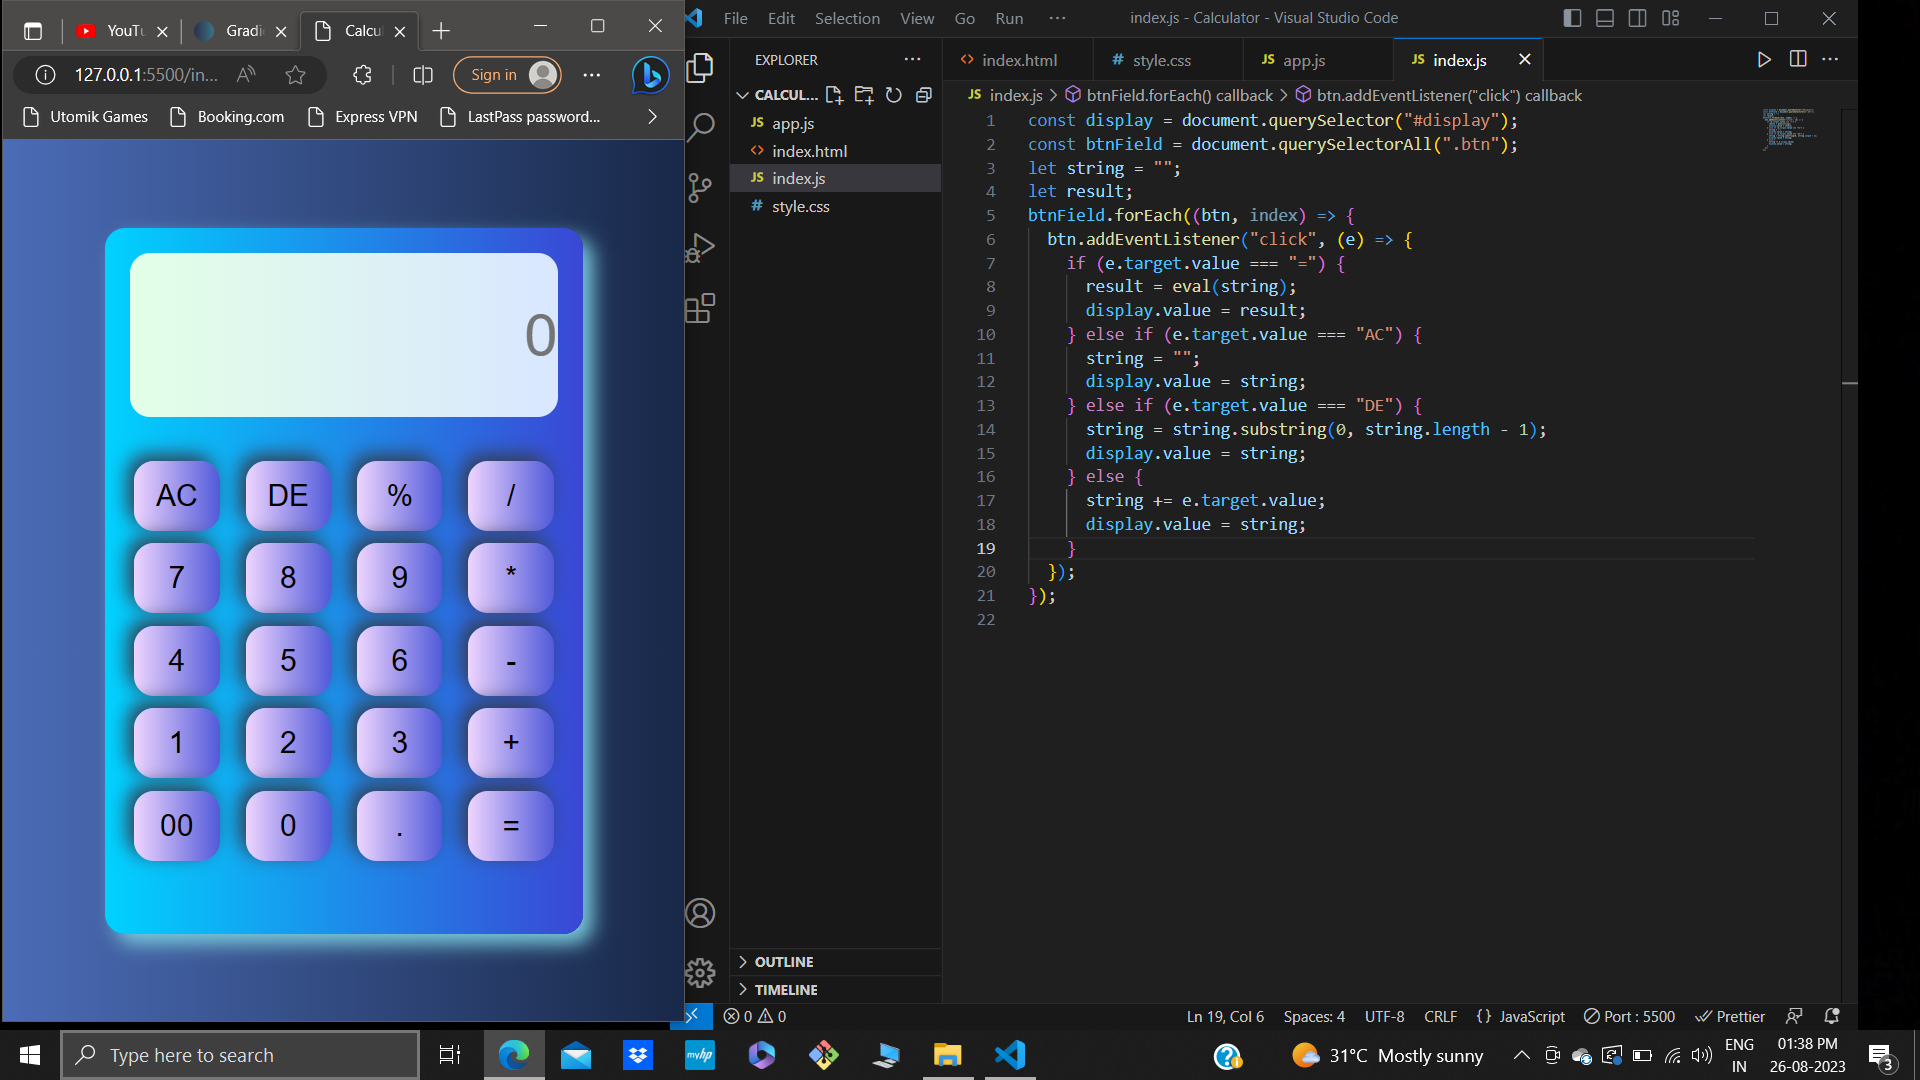 YouTu
Gradi
Calcul
127.0.0.1:5500/in...
Sign in
Utomik Games
Booking.com
Express VPN
LastPass password...
0
AC DE % /
7 8 9 *
4 5 6 -
1 2 3 +
00 0 . =
File Edit Selection View Go Run ···
index.js - Calculator - Visual Studio Code
EXPLORER
CALCUL...
JS app.js
<> index.html
JS index.js
# style.css
OUTLINE
TIMELINE
<> index.html
# style.css
JS app.js
JS index.js
JS index.js > btnField.forEach() callback > btn.addEventListener("click") callback
1 const display = document.querySelector("#display");
2 const btnField = document.querySelectorAll(".btn");
3 let string = "";
4 let result;
5 btnField.forEach((btn, index) => {
6 btn.addEventListener("click", (e) => {
7 if (e.target.value === "=") {
8 result = eval(string);
9 display.value = result;
10 } else if (e.target.value === "AC") {
11 string = "";
12 display.value = string;
13 } else if (e.target.value === "DE") {
14 string = string.substring(0, string.length - 1);
15 display.value = string;
16 } else {
17 string += e.target.value;
18 display.value = string;
19 }
20 });
21 });
22
0 0
Ln 19, Col 6 Spaces: 4 UTF-8 CRLF {} JavaScript Port : 5500 Prettier
Type here to search
myhp
31°C Mostly sunny
ENG
IN
01:38 PM
26-08-2023
3